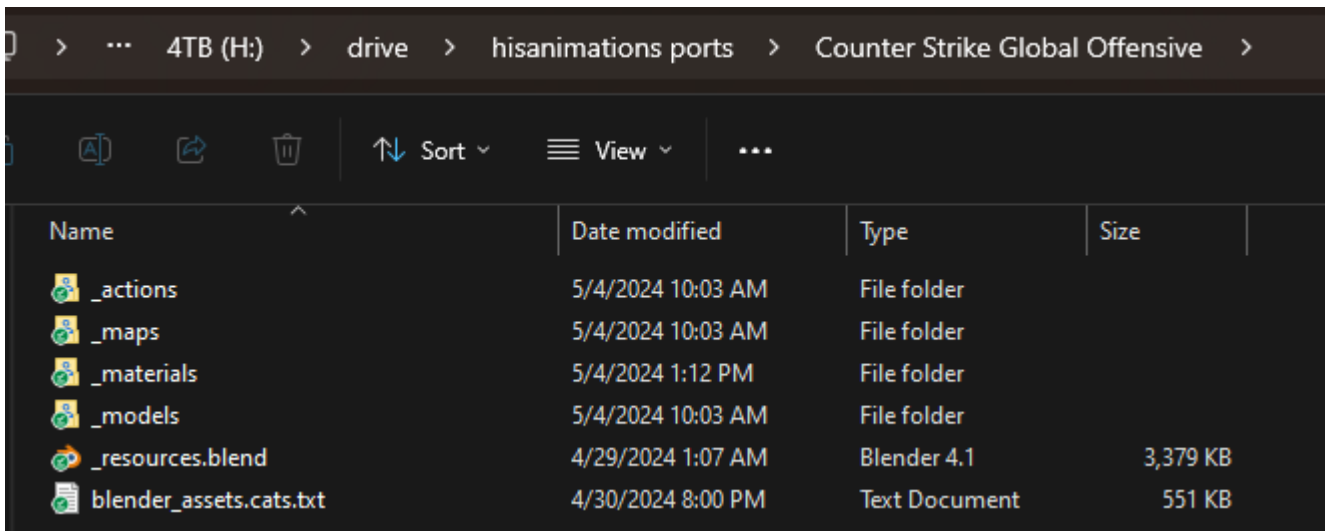 > ... 4TB (H:) > drive > hisanimations ports > Counter Strike Global Offensive >
Sort View ...
Name Date modified Type Size
_actions 5/4/2024 10:03 AM File folder
_maps 5/4/2024 10:03 AM File folder
_materials 5/4/2024 1:12 PM File folder
_models 5/4/2024 10:03 AM File folder
_resources.blend 4/29/2024 1:07 AM Blender 4.1 3,379 KB
blender_assets.cats.txt 4/30/2024 8:00 PM Text Document 551 KB